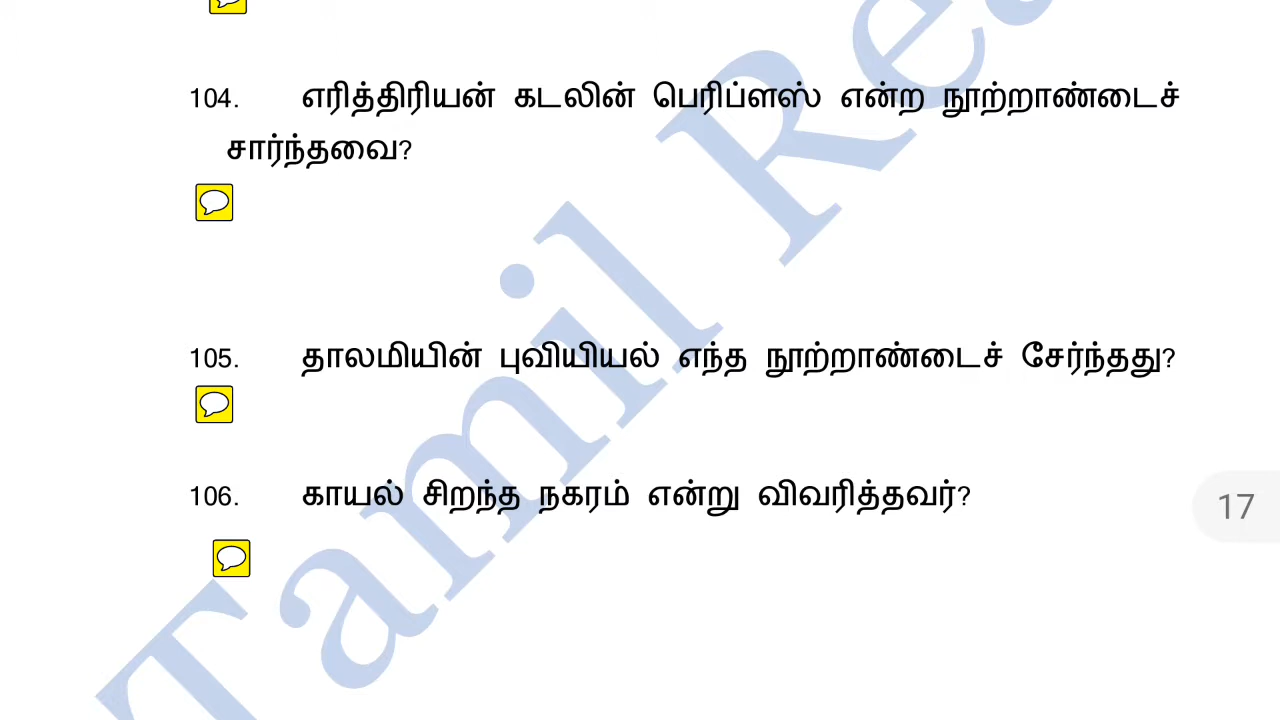 104. எரித்திரியன் கடலின் பெரிப்ளஸ் என்ற நூற்றாண்டைச்
சார்ந்தவை?
105. தாலமியின் புவியியல் எந்த நூற்றாண்டைச் சேர்ந்தது?
106. காயல் சிறந்த நகரம் என்று விவரித்தவர்?
17
Tamil